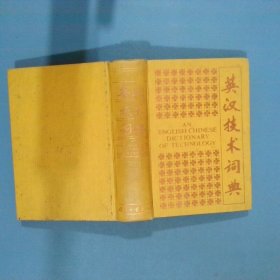 英汉技术词典
AN
ENGLISH-CHINESE
DICTIONARY
OF TECHNOLOGY